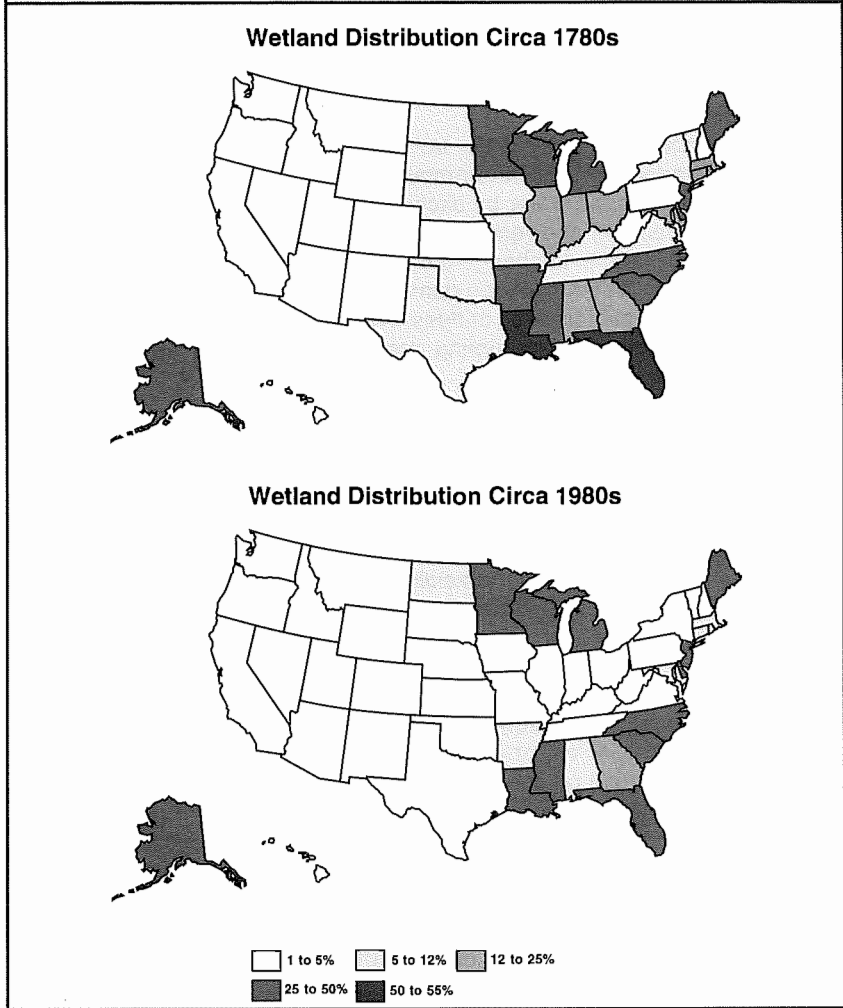 Wetland Distribution Circa 1780s
Wetland Distribution Circa 1980s
1 to 5% 5 to 12% 12 to 25%
25 to 50% 50 to 55%